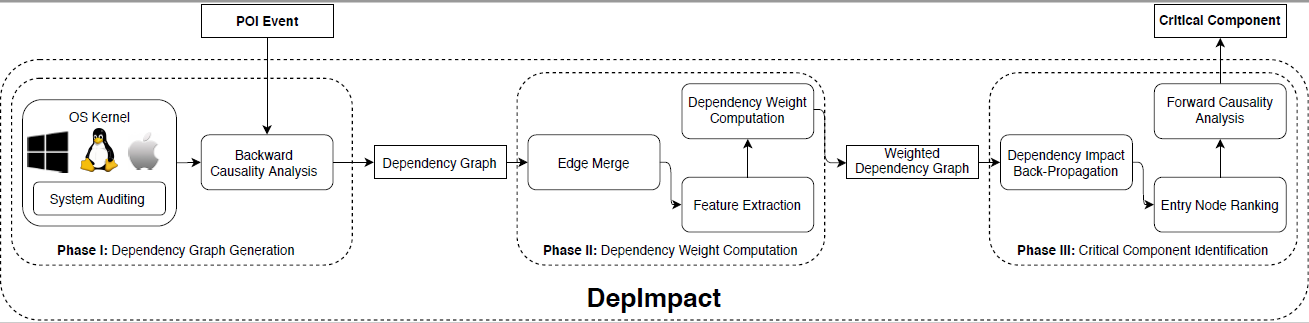 POI Event
Critical Component
OS Kernel
System Auditing
Backward
Causality Analysis
Phase I: Dependency Graph Generation
Dependency Graph
Edge Merge
Dependency Weight
Computation
Feature Extraction
Phase II: Dependency Weight Computation
Weighted
Dependency Graph
Dependency Impact
Back-Propagation
Forward Causality
Analysis
Entry Node Ranking
Phase III: Critical Component Identification
DepImpact